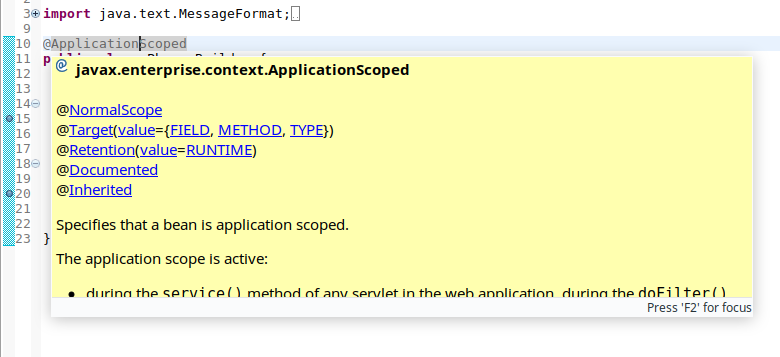 2
3 import java.text.MessageFormat;
9
10 @ApplicationScoped
11
12
13
14
15
16
17
18
19
20
21
22
23 }
@ javax.enterprise.context.ApplicationScoped
@NormalScope
@Target(value={FIELD, METHOD, TYPE})
@Retention(value=RUNTIME)
@Documented
@Inherited
Specifies that a bean is application scoped.
The application scope is active:
• during the service() method of any servlet in the web application, during the doFilter()
Press 'F2' for focus